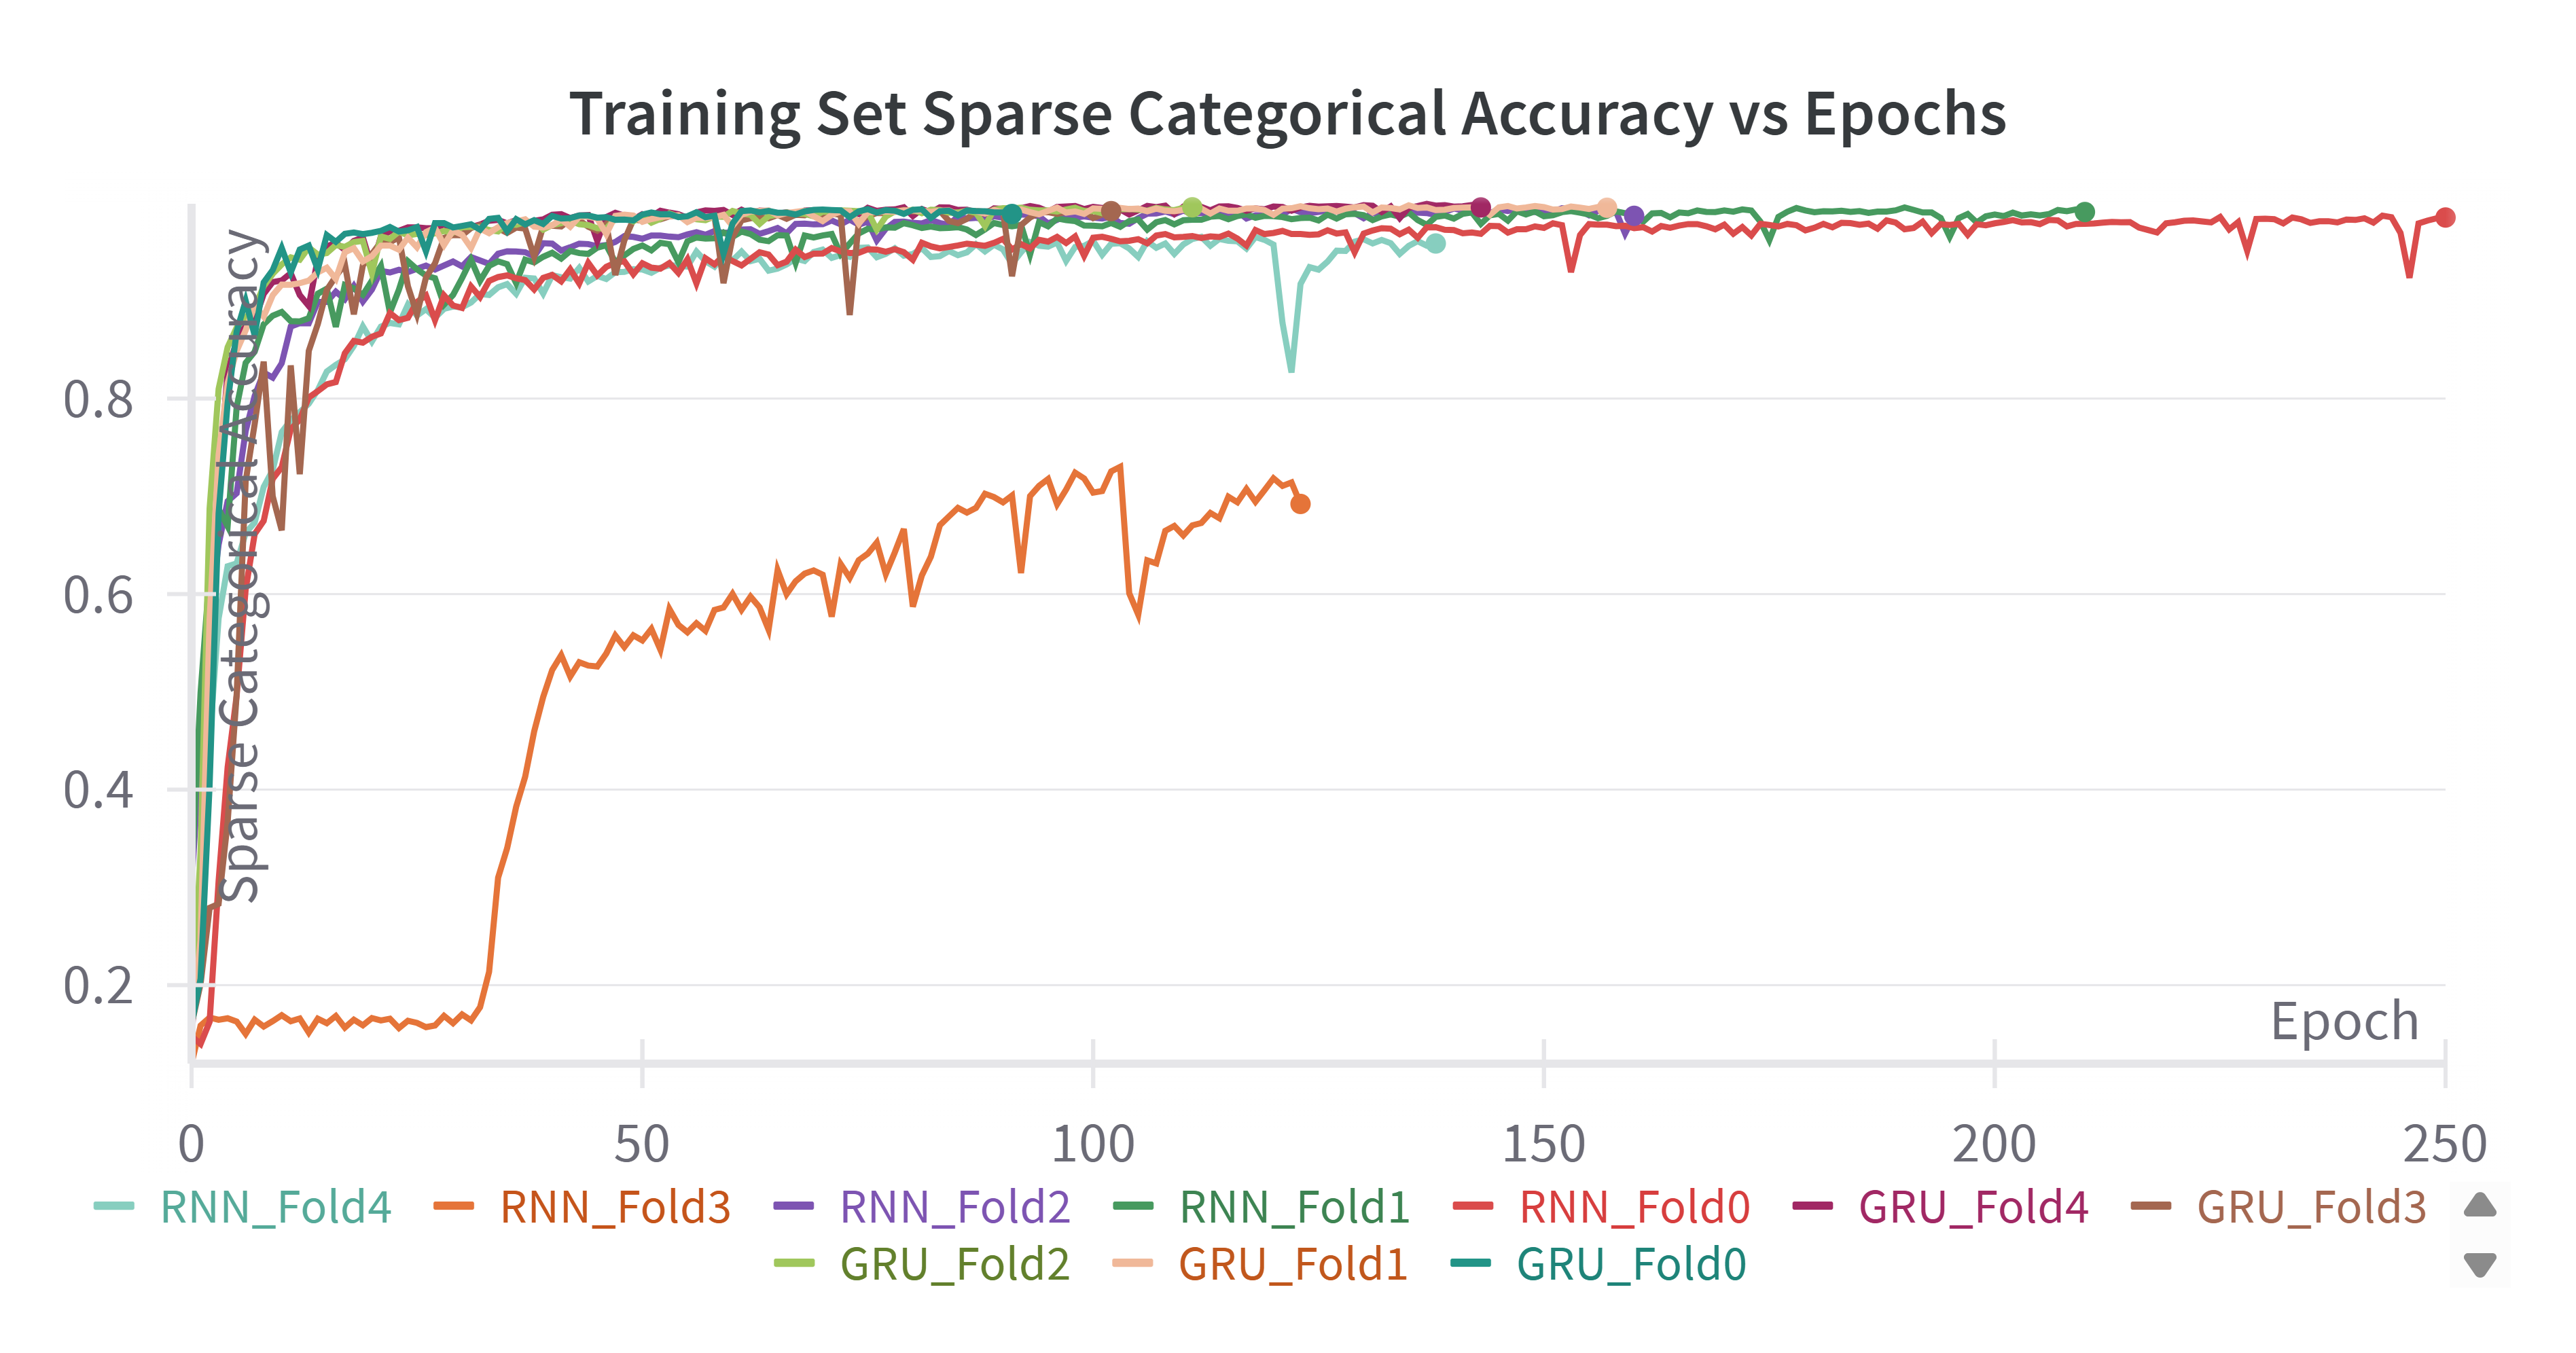 Training Set Sparse Categorical Accuracy vs Epochs
Sparse Categorical Accuracy
0.8
0.6
0.4
0.2
Epoch
0 50 100 150 200 250
RNN_Fold4 RNN_Fold3 RNN_Fold2 RNN_Fold1 RNN_Fold0 GRU_Fold4 GRU_Fold3
GRU_Fold2 GRU_Fold1 GRU_Fold0